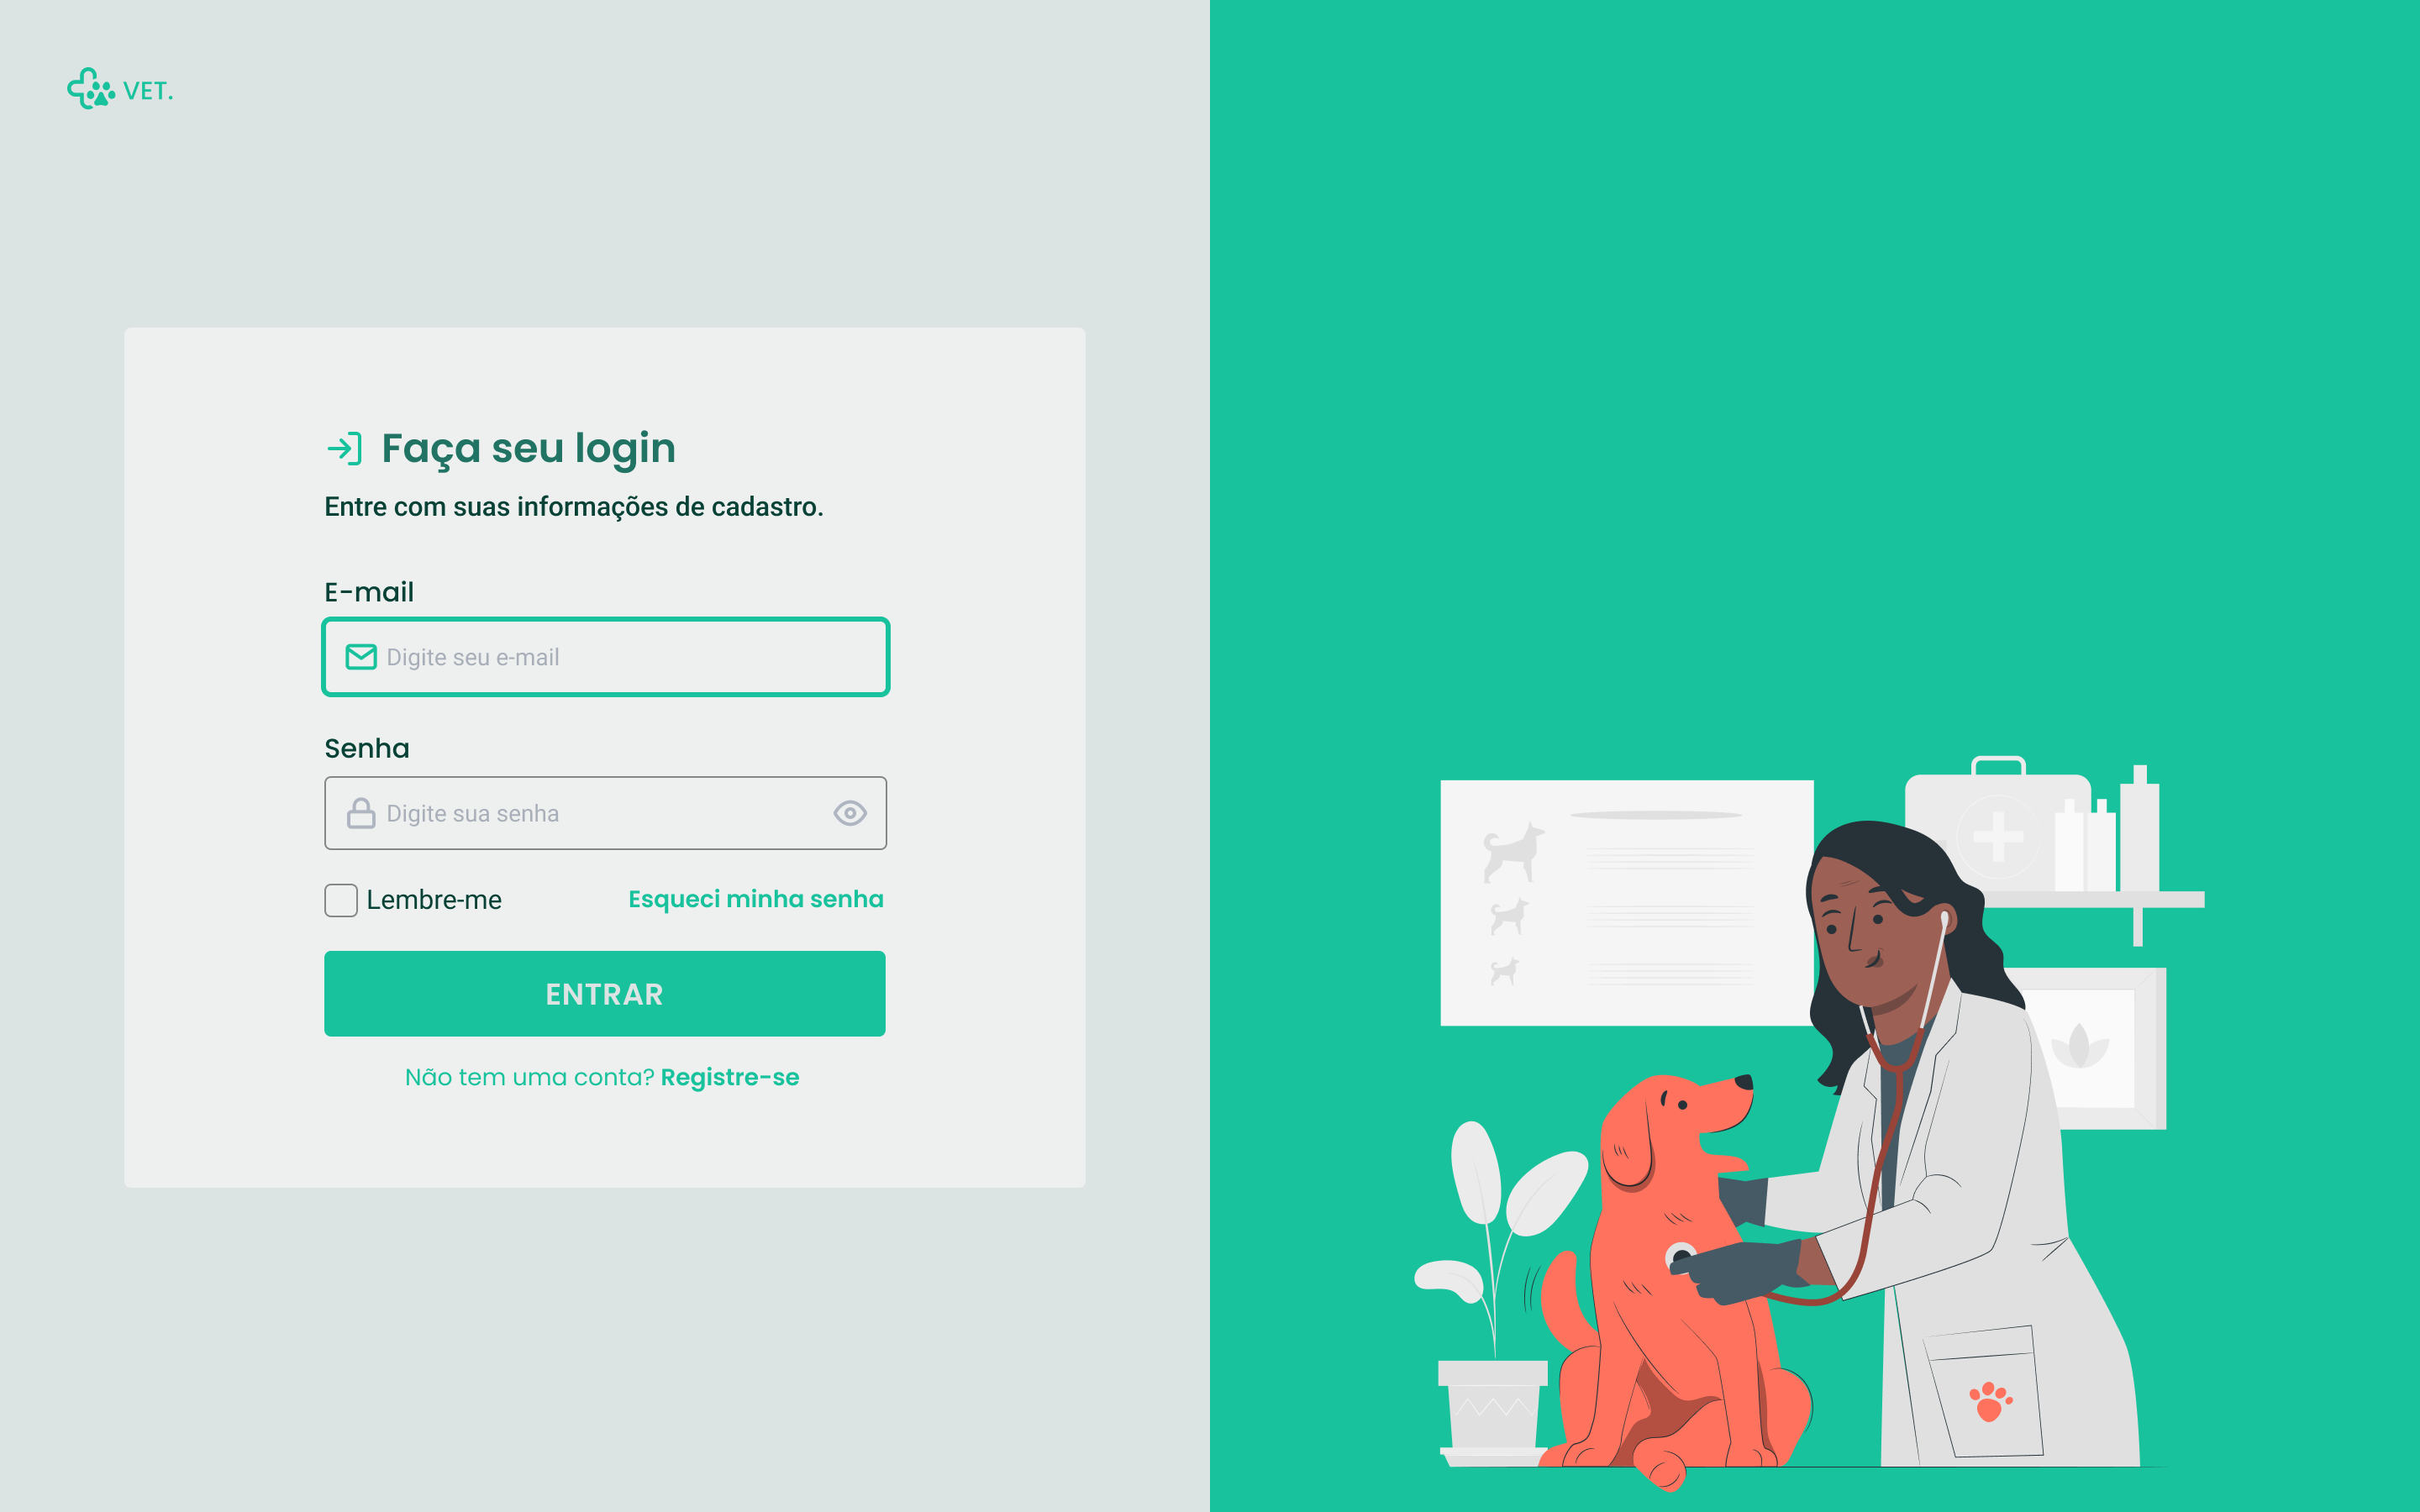 VET.
Faça seu login
Entre com suas informações de cadastro.
E-mail
Digite seu e-mail
Senha
Digite sua senha
Lembre-me
Esqueci minha senha
ENTRAR
Não tem uma conta? Registre-se